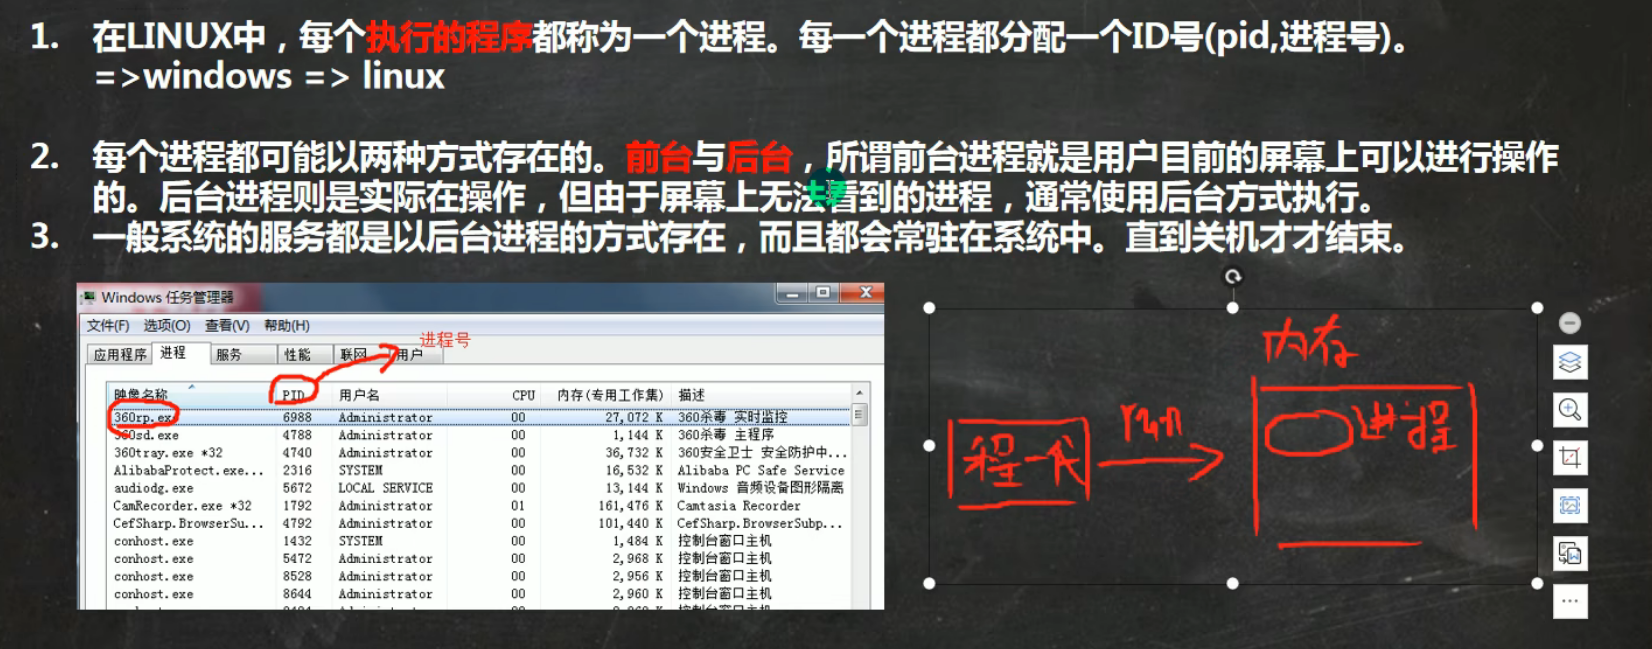 1. 在LINUX中，每个执行的程序都称为一个进程。每一个进程都分配一个ID号(pid,进程号)。
=>windows => linux
2. 每个进程都可能以两种方式存在的。前台与后台，所谓前台进程就是用户目前的屏幕上可以进行操作
的。后台进程则是实际在操作，但由于屏幕上无法看到的进程，通常使用后台方式执行。
3. 一般系统的服务都是以后台进程的方式存在，而且都会常驻在系统中。直到关机才才结束。
Windows 任务管理器
文件(F) 选项(O) 查看(V) 帮助(H)
进程号
应用程序 进程 服务 性能 联网 用户
映像名称 PID 用户名 CPU 内存(专用工作集) 描述
360rp.exe 6988 Administrator 00 27,072 K 360杀毒 实时监控
360sd.exe 4788 Administrator 00 1,144 K 360杀毒 主程序
360tray.exe *32 4740 Administrator 00 36,732 K 360安全卫士 安全防护中...
AlibabaProtect.exe... 2316 SYSTEM 00 16,532 K Alibaba PC Safe Service
audiodg.exe 5672 LOCAL SERVICE 00 13,144 K Windows 音频设备图形隔离
CamRecorder.exe *32 1792 Administrator 01 161,476 K Camtasia Recorder
CefSharp.BrowserSu... 4792 Administrator 00 101,440 K CefSharp.BrowserSubp...
conhost.exe 1432 SYSTEM 00 1,484 K 控制台窗口主机
conhost.exe 5472 Administrator 00 2,968 K 控制台窗口主机
conhost.exe 8528 Administrator 00 2,956 K 控制台窗口主机
conhost.exe 8644 Administrator 00 2,960 K 控制台窗口主机
内存
run
进程